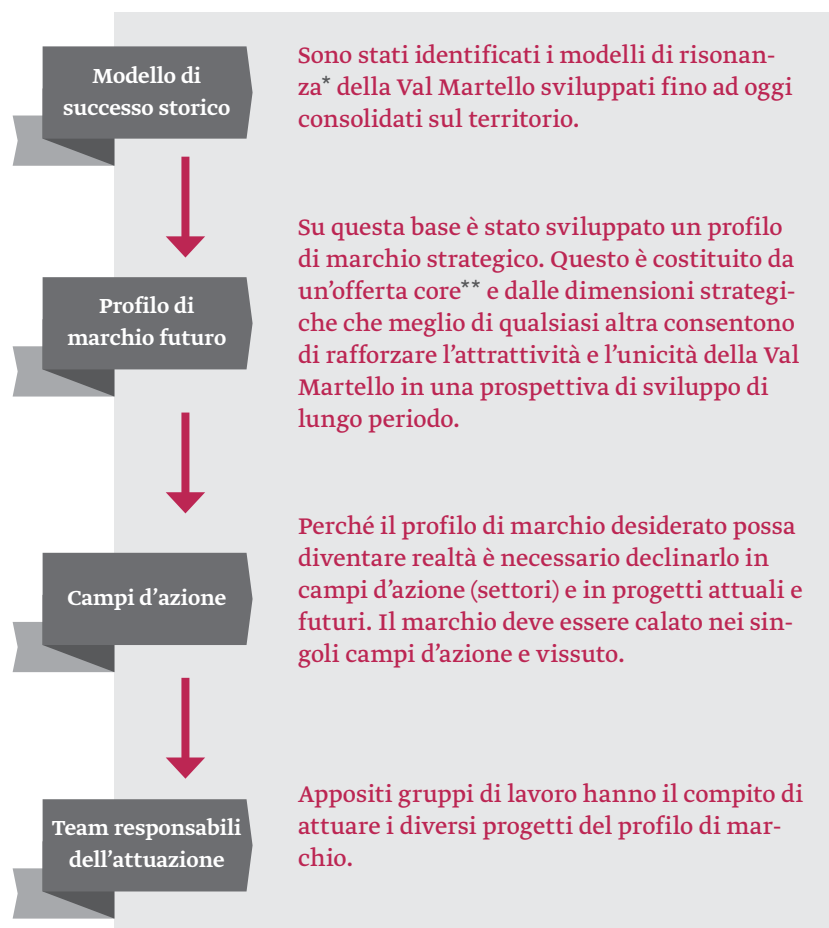 Modello di
successo storico
Sono stati identificati i modelli di risonan-
za* della Val Martello sviluppati fino ad oggi
consolidati sul territorio.
Profilo di
marchio futuro
Su questa base è stato sviluppato un profilo
di marchio strategico. Questo è costituito da
un'offerta core** e dalle dimensioni strategi-
che che meglio di qualsiasi altra consentono
di rafforzare l'attrattività e l'unicità della Val
Martello in una prospettiva di sviluppo di
lungo periodo.
Campi d'azione
Perché il profilo di marchio desiderato possa
diventare realtà è necessario declinarlo in
campi d'azione (settori) e in progetti attuali e
futuri. Il marchio deve essere calato nei sin-
goli campi d'azione e vissuto.
Team responsabili
dell'attuazione
Appositi gruppi di lavoro hanno il compito di
attuare i diversi progetti del profilo di mar-
chio.